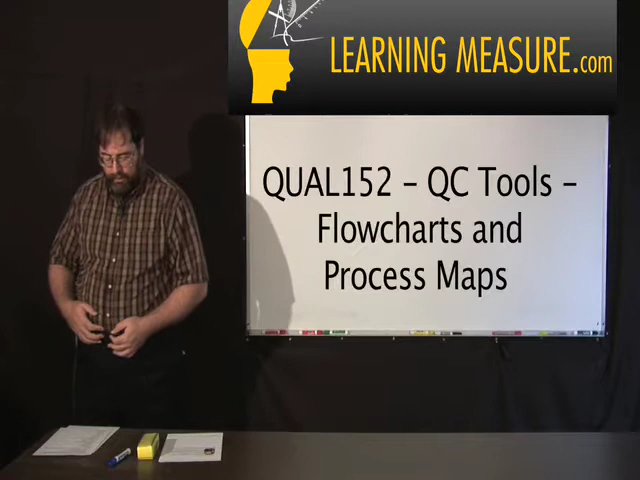 LEARNING MEASURE.com
QUAL152 – QC Tools –
Flowcharts and
Process Maps